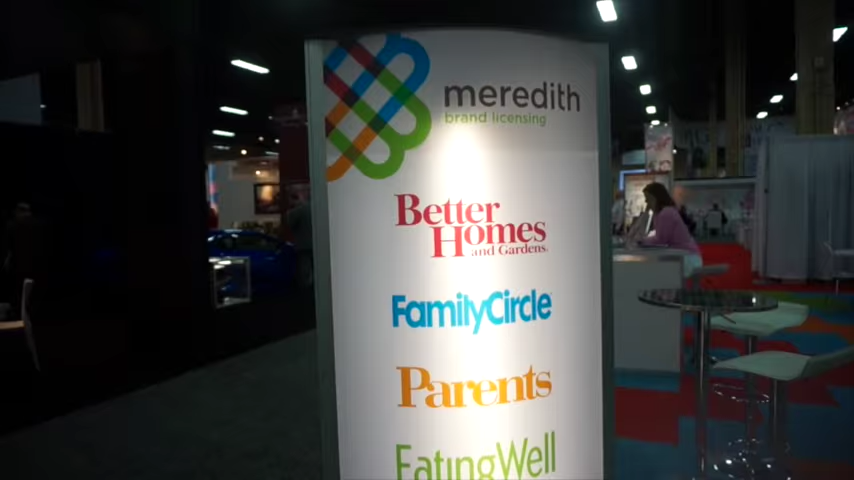 meredith
brand licensing
Better
Homes
and Gardens
FamilyCircle
Parents
EatingWell